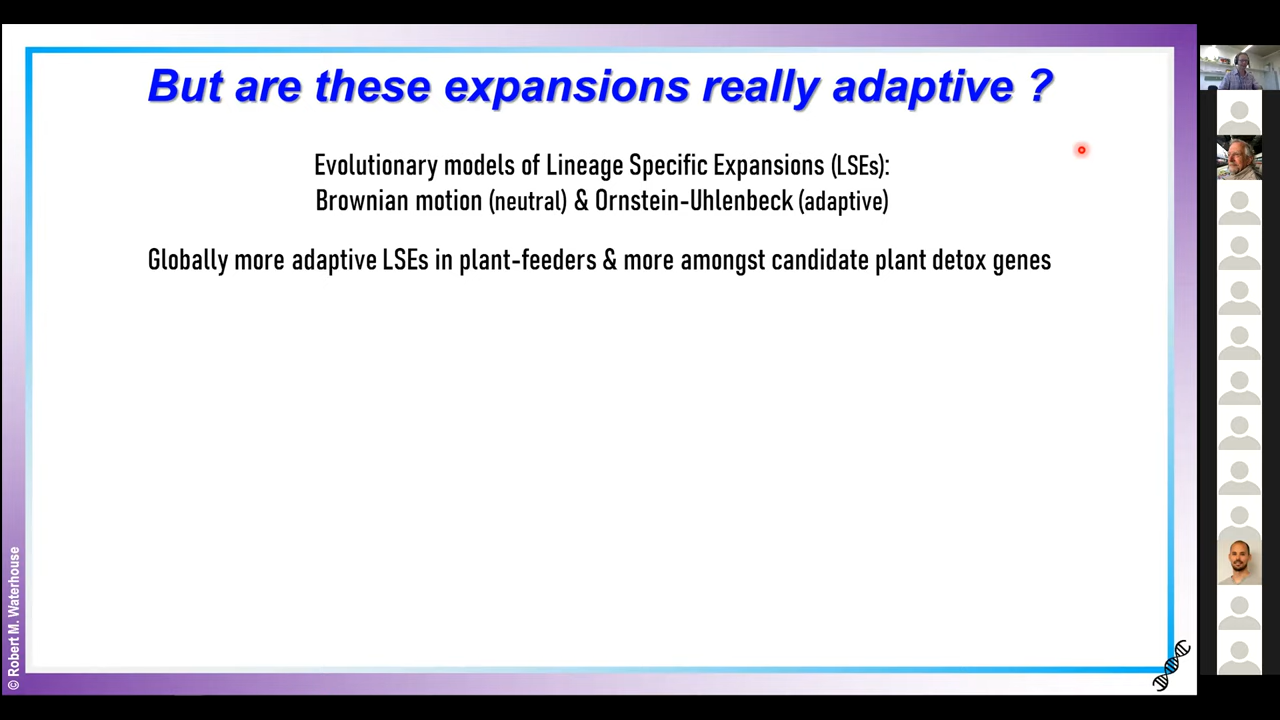 But are these expansions really adaptive ?
Evolutionary models of Lineage Specific Expansions (LSEs):
Brownian motion (neutral) & Ornstein-Uhlenbeck (adaptive)
Globally more adaptive LSEs in plant-feeders & more amongst candidate plant detox genes
© Robert M. Waterhouse